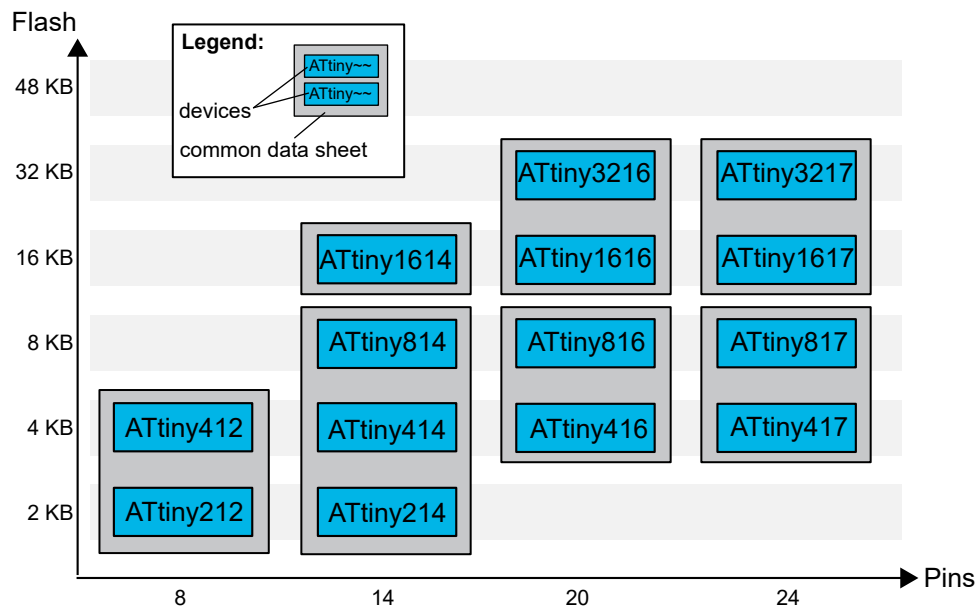 Flash
Legend:
ATtiny~~
ATtiny~~
devices
common data sheet
48 KB
32 KB
ATtiny3216
ATtiny3217
16 KB
ATtiny1614
ATtiny1616
ATtiny1617
8 KB
ATtiny814
ATtiny816
ATtiny817
4 KB
ATtiny412
ATtiny414
ATtiny416
ATtiny417
2 KB
ATtiny212
ATtiny214
Pins
8
14
20
24